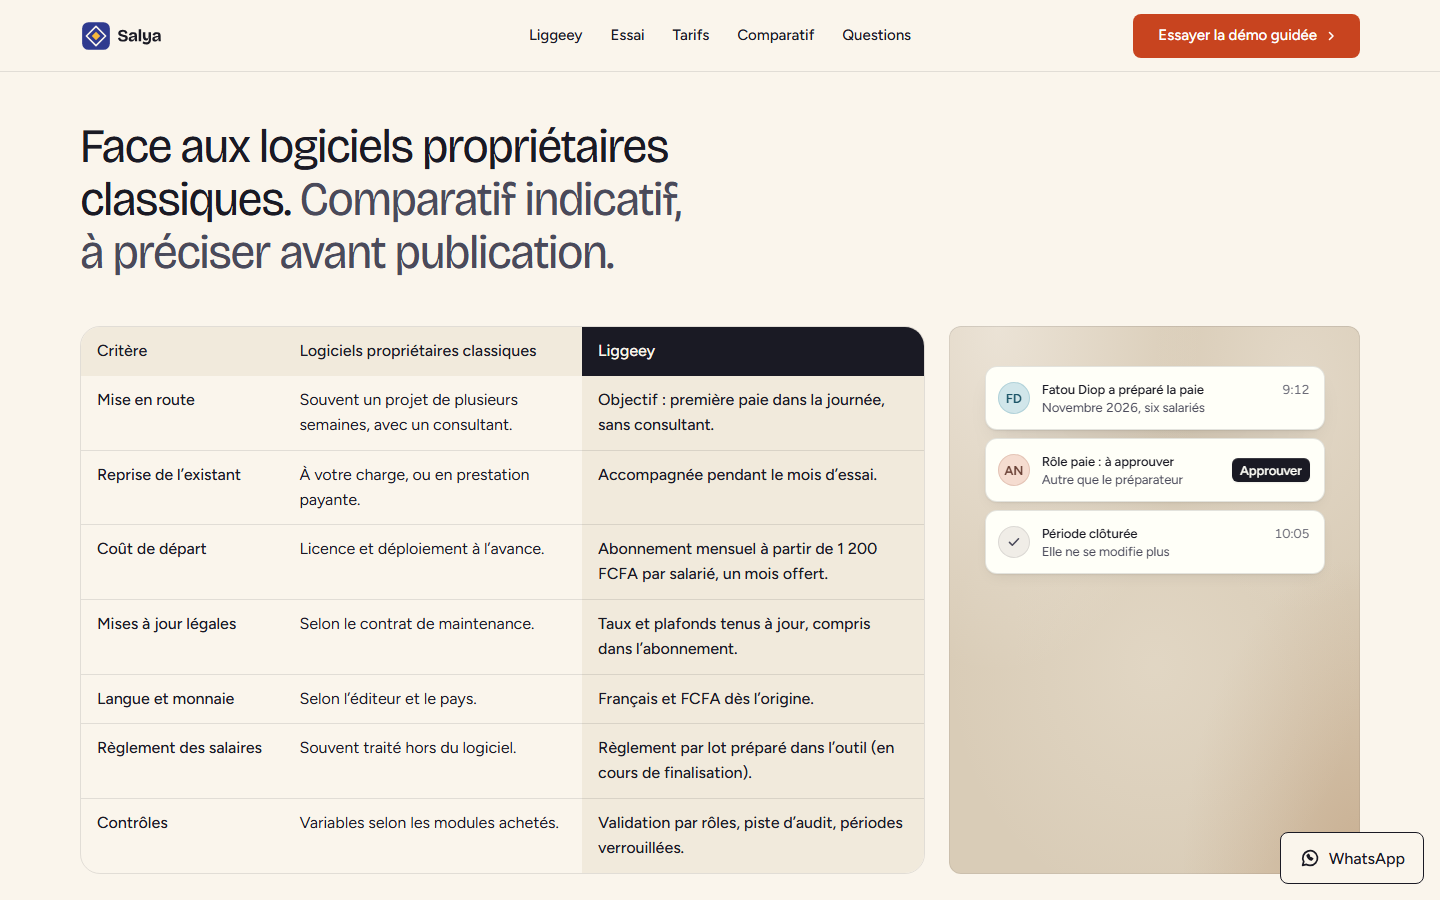 Salya
Liggeey
Essai
Tarifs
Comparatif
Questions
Essayer la démo guidée
Face aux logiciels propriétaires
classiques. Comparatif indicatif,
à préciser avant publication.
Critère
Logiciels propriétaires classiques
Liggeey
Mise en route
Souvent un projet de plusieurs
semaines, avec un consultant.
Objectif : première paie dans la journée,
sans consultant.
Reprise de l’existant
À votre charge, ou en prestation
payante.
Accompagnée pendant le mois d’essai.
Coût de départ
Licence et déploiement à l’avance.
Abonnement mensuel à partir de 1 200
FCFA par salarié, un mois offert.
Mises à jour légales
Selon le contrat de maintenance.
Taux et plafonds tenus à jour, compris
dans l’abonnement.
Langue et monnaie
Selon l’éditeur et le pays.
Français et FCFA dès l’origine.
Règlement des salaires
Souvent traité hors du logiciel.
Règlement par lot préparé dans l’outil (en
cours de finalisation).
Contrôles
Variables selon les modules achetés.
Validation par rôles, piste d’audit, périodes
verrouillées.
FD
Fatou Diop a préparé la paie
9:12
Novembre 2026, six salariés
AN
Rôle paie : à approuver
Autre que le préparateur
Approuver
Période clôturée
10:05
Elle ne se modifie plus
WhatsApp